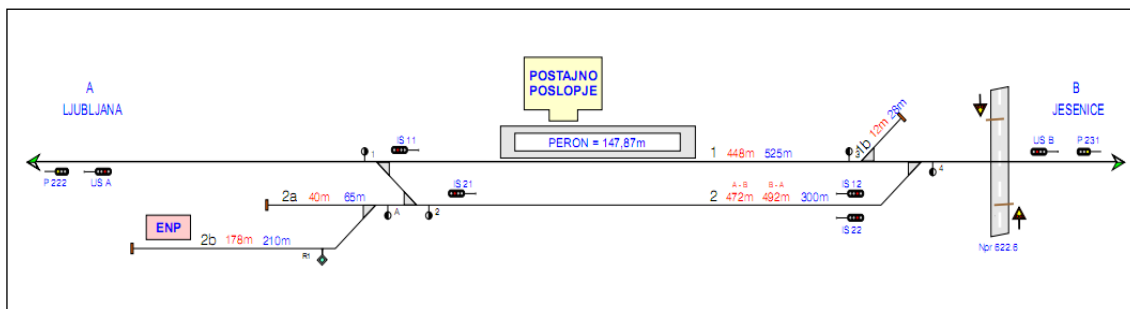 A
LJUBLJANA
POSTAJNO
POSLOPJE
B
JESENICE
PERON = 147,87m
P 222
US A
1
IS 11
1 448m 525m
3
1b 12m 28m
4
US B
P 231
2a 40m 65m
IS 21
A
2
A - B
B - A
2 472m 492m 300m
IS 12
IS 22
ENP
2b 178m 210m
R1
Npr 622.6